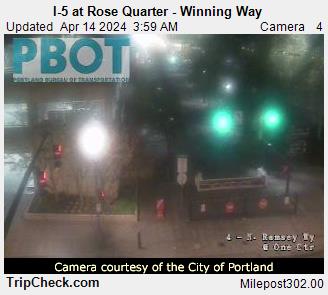 I-5 at Rose Quarter - Winning Way
Updated Apr 14 2024 3:59 AM Camera 4
PBOT
PORTLAND BUREAU OF TRANSPORTATION
4 - N. Ramsey Wy
@ One Ctr
Camera courtesy of the City of Portland
TripCheck.com Milepost302.00